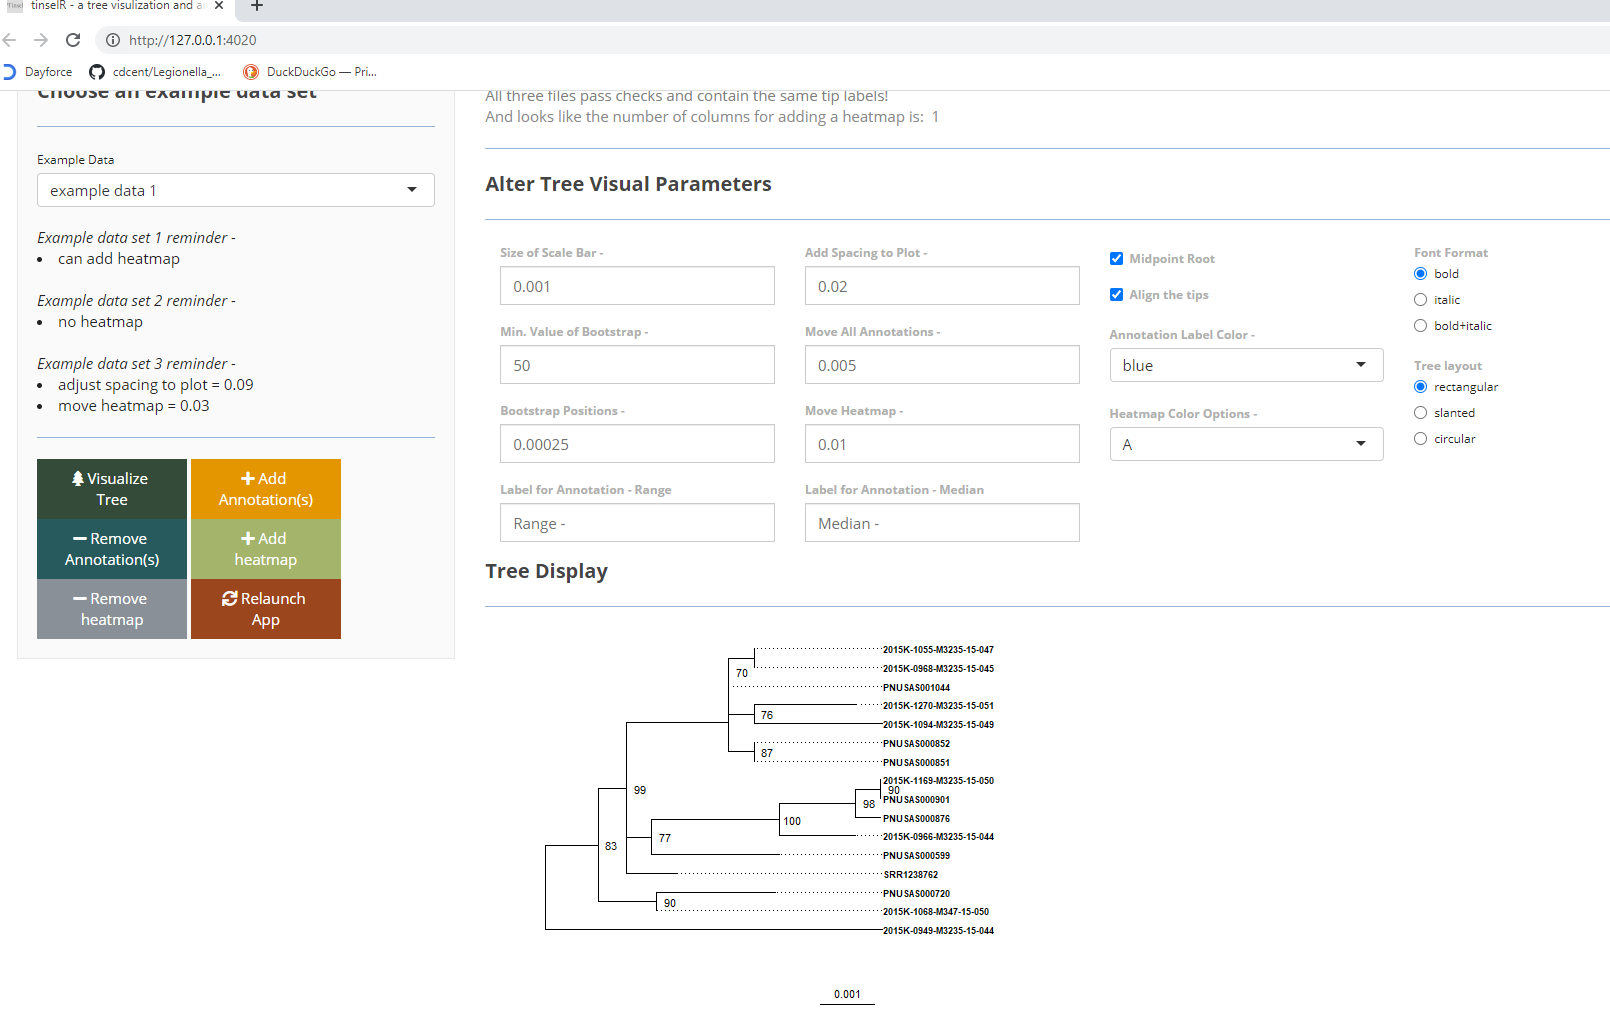 tinselR - a tree visulization and a
http://127.0.0.1:4020
Dayforce
cdcent/Legionella_...
DuckDuckGo — Pri...
Choose an example data set
Example Data
example data 1
Example data set 1 reminder -
can add heatmap
Example data set 2 reminder -
no heatmap
Example data set 3 reminder -
adjust spacing to plot = 0.09
move heatmap = 0.03
Visualize
Tree
Add
Annotation(s)
Remove
Annotation(s)
Add
heatmap
Remove
heatmap
Relaunch
App
All three files pass checks and contain the same tip labels!
And looks like the number of columns for adding a heatmap is: 1
Alter Tree Visual Parameters
Size of Scale Bar -
0.001
Min. Value of Bootstrap -
50
Bootstrap Positions -
0.00025
Label for Annotation - Range
Range -
Add Spacing to Plot -
0.02
Move All Annotations -
0.005
Move Heatmap -
0.01
Label for Annotation - Median
Median -
Midpoint Root
Align the tips
Annotation Label Color -
blue
Heatmap Color Options -
A
Font Format
bold
italic
bold+italic
Tree layout
rectangular
slanted
circular
Tree Display
2015K-1055-M3235-15-047
2015K-0968-M3235-15-045
70
PNUSAS001044
2015K-1270-M3235-15-051
76
2015K-1094-M3235-15-049
PNUSAS000852
87
PNUSAS000851
2015K-1169-M3235-15-050
99
90
PNUSAS000901
98
PNUSAS000876
100
2015K-0966-M3235-15-044
77
83
PNUSAS000599
SRR1238762
PNUSAS000720
90
2015K-1068-M347-15-050
2015K-0949-M3235-15-044
0.001